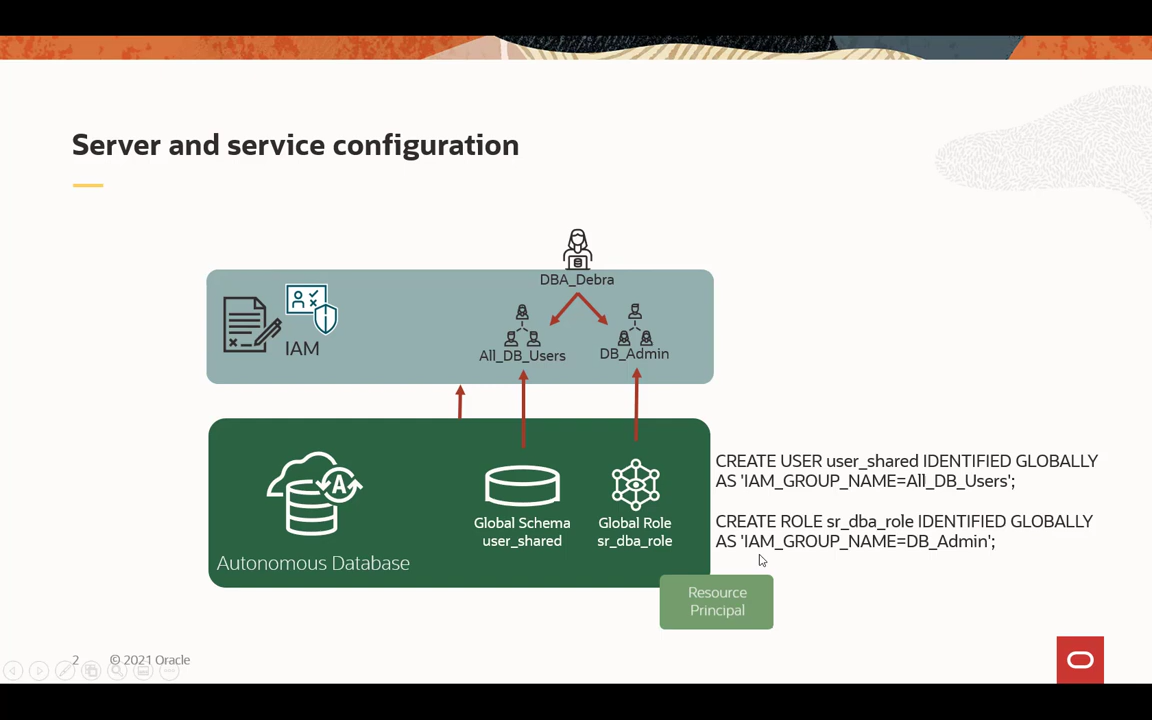 Server and service configuration
DBA_Debra
IAM
All_DB_Users
DB_Admin
A
Autonomous Database
Global Schema
user_shared
Global Role
sr_dba_role
CREATE USER user_shared IDENTIFIED GLOBALLY
AS 'IAM_GROUP_NAME=All_DB_Users';
CREATE ROLE sr_dba_role IDENTIFIED GLOBALLY
AS 'IAM_GROUP_NAME=DB_Admin';
Resource
Principal
2
© 2021 Oracle